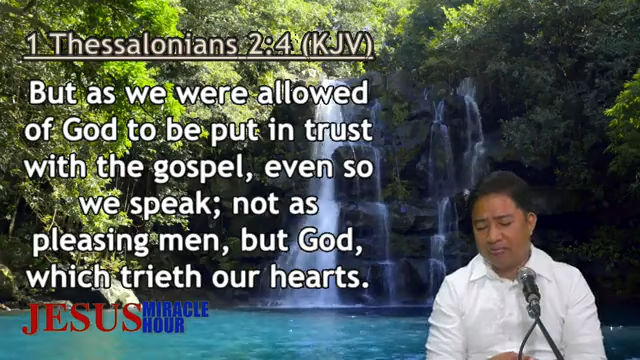 1 Thessalonians 2:4 (KJV)
But as we were allowed
of God to be put in trust
with the gospel, even so
we speak; not as
pleasing men, but God,
which trieth our hearts.
JESUS MIRACLE
HOUR